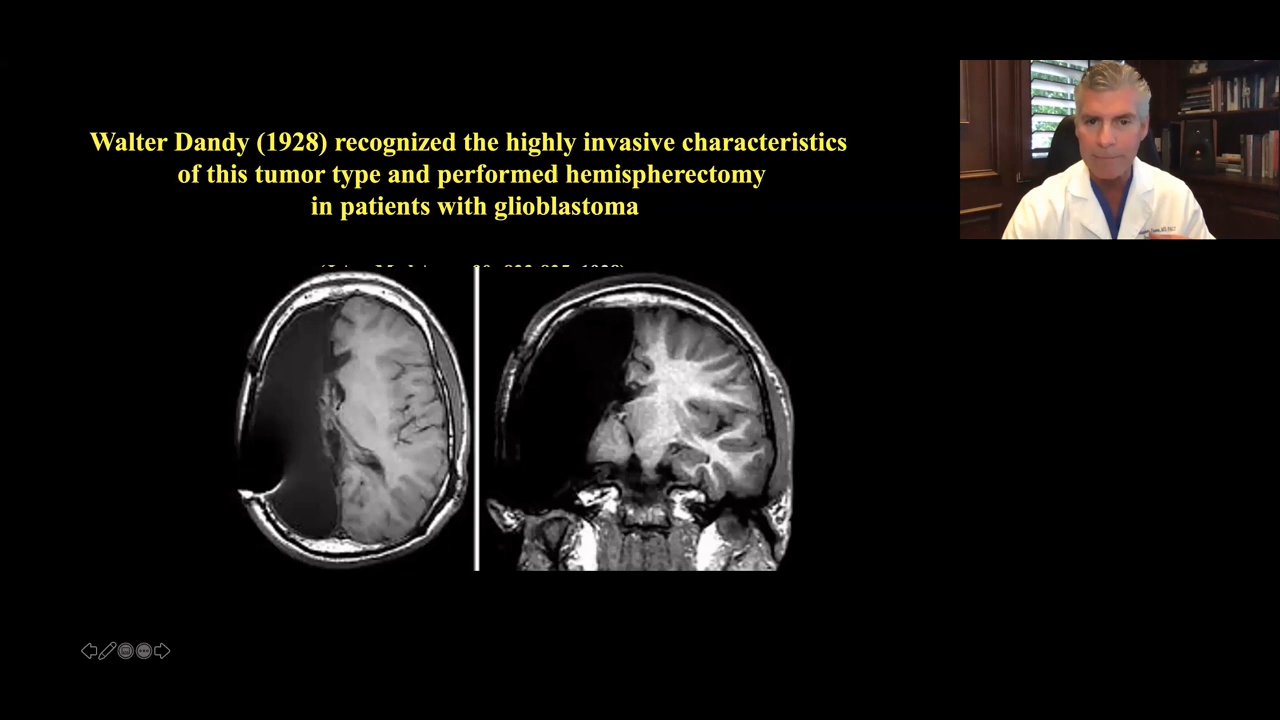 Walter Dandy (1928) recognized the highly invasive characteristics
of this tumor type and performed hemispherectomy
in patients with glioblastoma